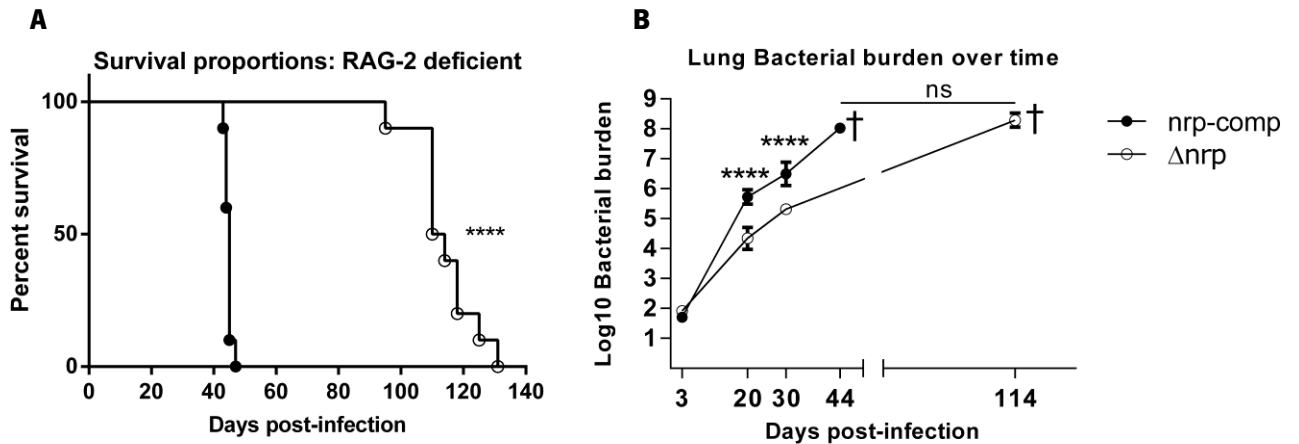 A
Survival proportions: RAG-2 deficient
Percent survival
100
50
0
****
0 20 40 60 80 100 120 140
Days post-infection
B
Lung Bacterial burden over time
Log10 Bacterial burden
9
8
7
6
5
4
3
2
1
ns
****
****
†
†
3 20 30 44 114
Days post-infection
nrp-comp
Δnrp